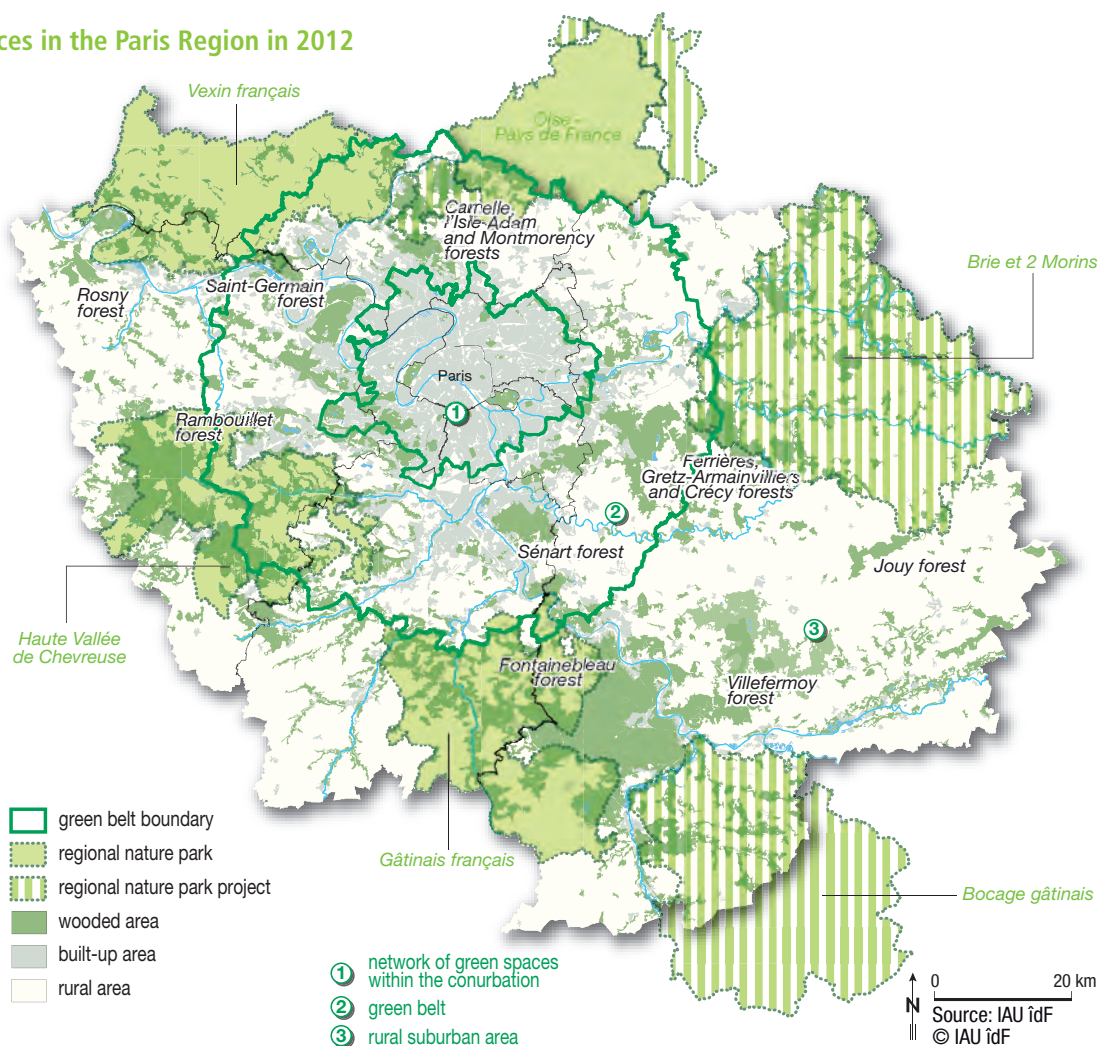 ces in the Paris Region in 2012
Vexin français
Oise -
Pays de France
Carnelle,
l'Isle-Adam
and Montmorency
forests
Brie et 2 Morins
Rosny
forest
Saint-Germain
forest
Paris
1
Rambouillet
forest
Ferrières,
Gretz-Armainvilliers
and Crécy forests
2
Sénart forest
Jouy forest
3
Haute Vallée
de Chevreuse
Fontainebleau
forest
Villefermoy
forest
green belt boundary
regional nature park
regional nature park project
wooded area
built-up area
rural area
Gâtinais français
Bocage gâtinais
1 network of green spaces
within the conurbation
2 green belt
3 rural suburban area
0 20 km
N
Source: IAU îdF
© IAU îdF